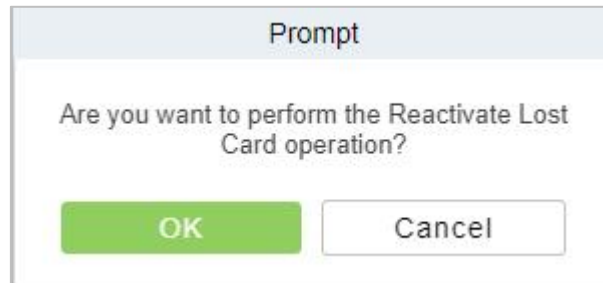 Prompt
Are you want to perform the Reactivate Lost
Card operation?
OK
Cancel